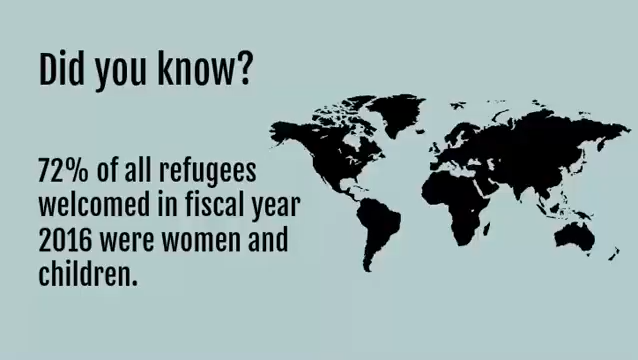 Did you know?
72% of all refugees
welcomed in fiscal year
2016 were women and
children.